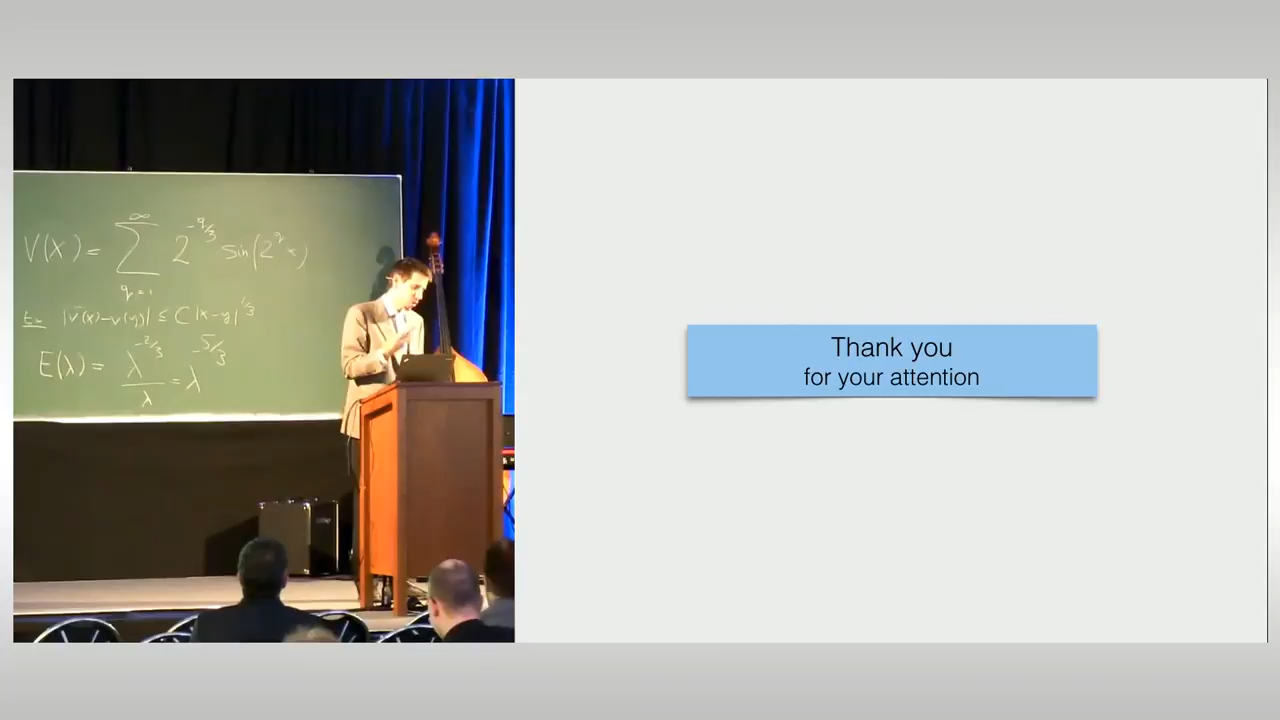 V(x) = ∑_{q=1}^{∞} 2^{-q/3} sin(2^q x)
Ex |v(x)-v(y)| ≤ C |x-y|^{1/3}
E(λ) = λ^{-2/3} / λ = λ^{-5/3}
Thank you
for your attention